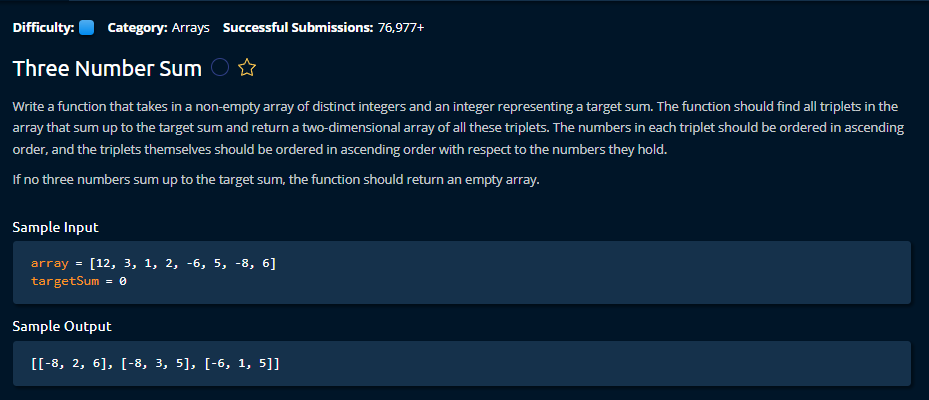 Difficulty: Category: Arrays Successful Submissions: 76,977+
Three Number Sum
Write a function that takes in a non-empty array of distinct integers and an integer representing a target sum. The function should find all triplets in the
array that sum up to the target sum and return a two-dimensional array of all these triplets. The numbers in each triplet should be ordered in ascending
order, and the triplets themselves should be ordered in ascending order with respect to the numbers they hold.
If no three numbers sum up to the target sum, the function should return an empty array.
Sample Input
array = [12, 3, 1, 2, -6, 5, -8, 6]
targetSum = 0
Sample Output
[[-8, 2, 6], [-8, 3, 5], [-6, 1, 5]]